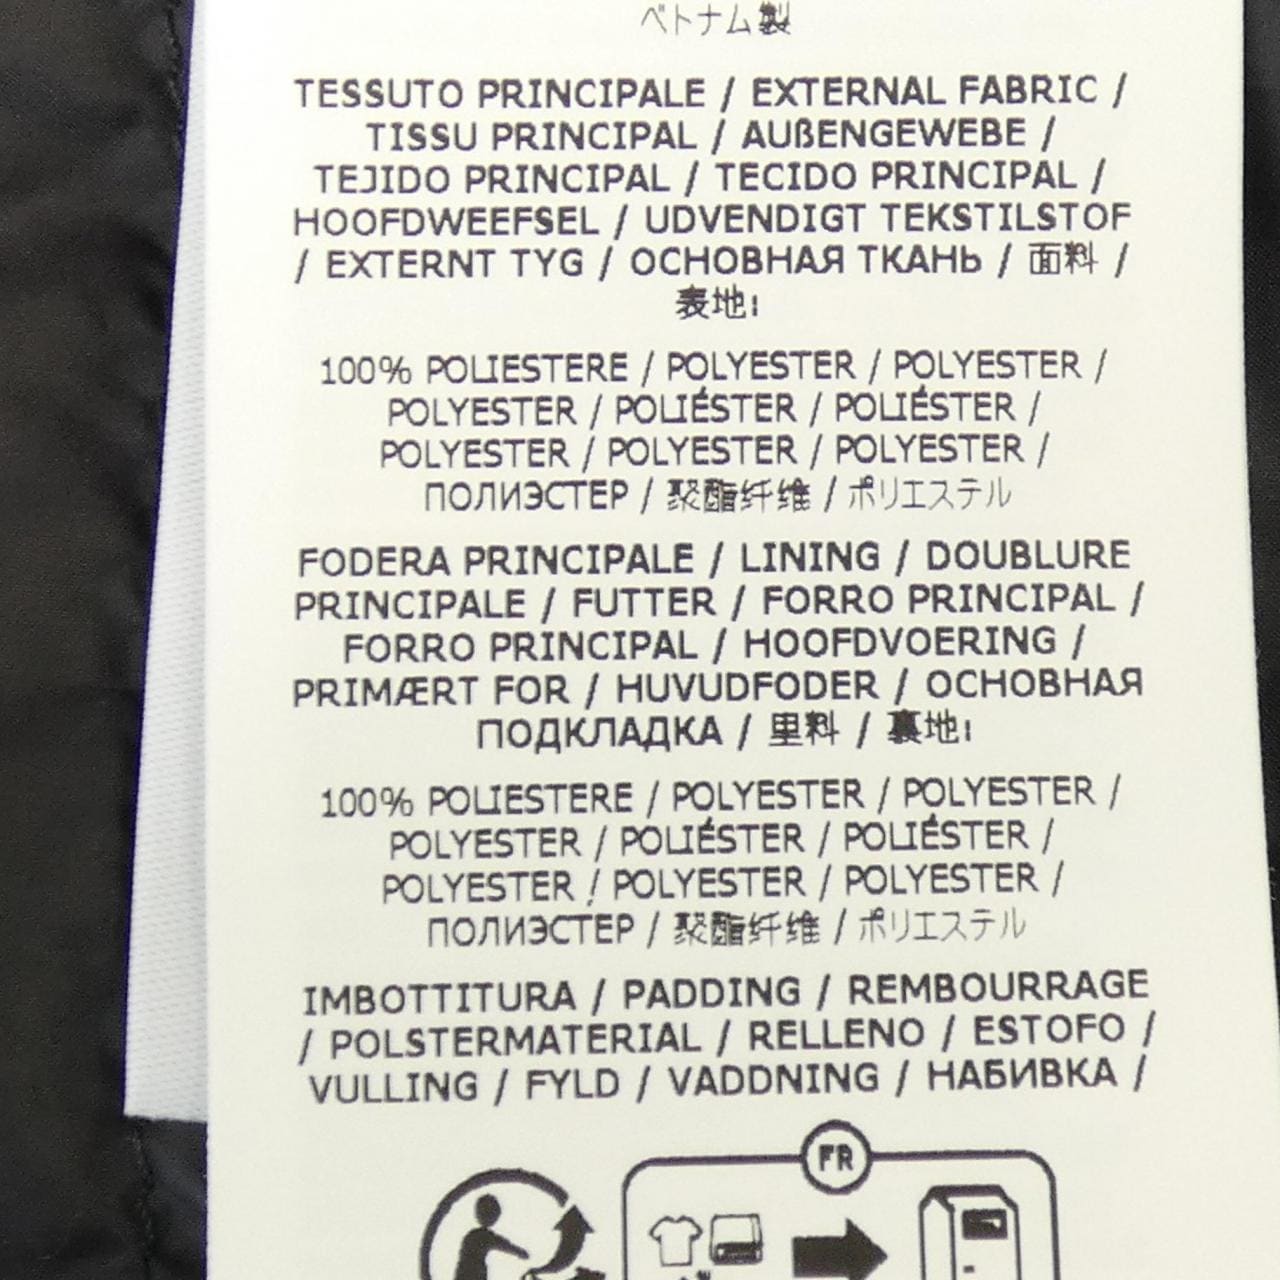 ベトナム製
TESSUTO PRINCIPALE / EXTERNAL FABRIC /
TISSU PRINCIPAL / AUßENGEWEBE /
TEJIDO PRINCIPAL / TECIDO PRINCIPAL /
HOOFDWEEFSEL / UDVENDIGT TEKSTILSTOF
/ EXTERNT TYG / ОСНОВНАЯ ТКАНЬ / 面料 /
表地:
100% POLIESTERE / POLYESTER / POLYESTER /
POLYESTER / POLIÉSTER / POLIÉSTER /
POLYESTER / POLYESTER / POLYESTER /
ПОЛИЭСТЕР / 聚酯纤维 / ポリエステル
FODERA PRINCIPALE / LINING / DOUBLURE
PRINCIPALE / FUTTER / FORRO PRINCIPAL /
FORRO PRINCIPAL / HOOFDVOERING /
PRIMÆRT FOR / HUVUDFODER / ОСНОВНАЯ
ПОДКЛАДКА / 里料 / 裏地:
100% POLIESTERE / POLYESTER / POLYESTER /
POLYESTER / POLIÉSTER / POLIÉSTER /
POLYESTER / POLYESTER / POLYESTER /
ПОЛИЭСТЕР / 聚酯纤维 / ポリエステル
IMBOTTITURA / PADDING / REMBOURRAGE
/ POLSTERMATERIAL / RELLENO / ESTOFO /
VULLING / FYLD / VADDNING / НАБИВКА /
FR